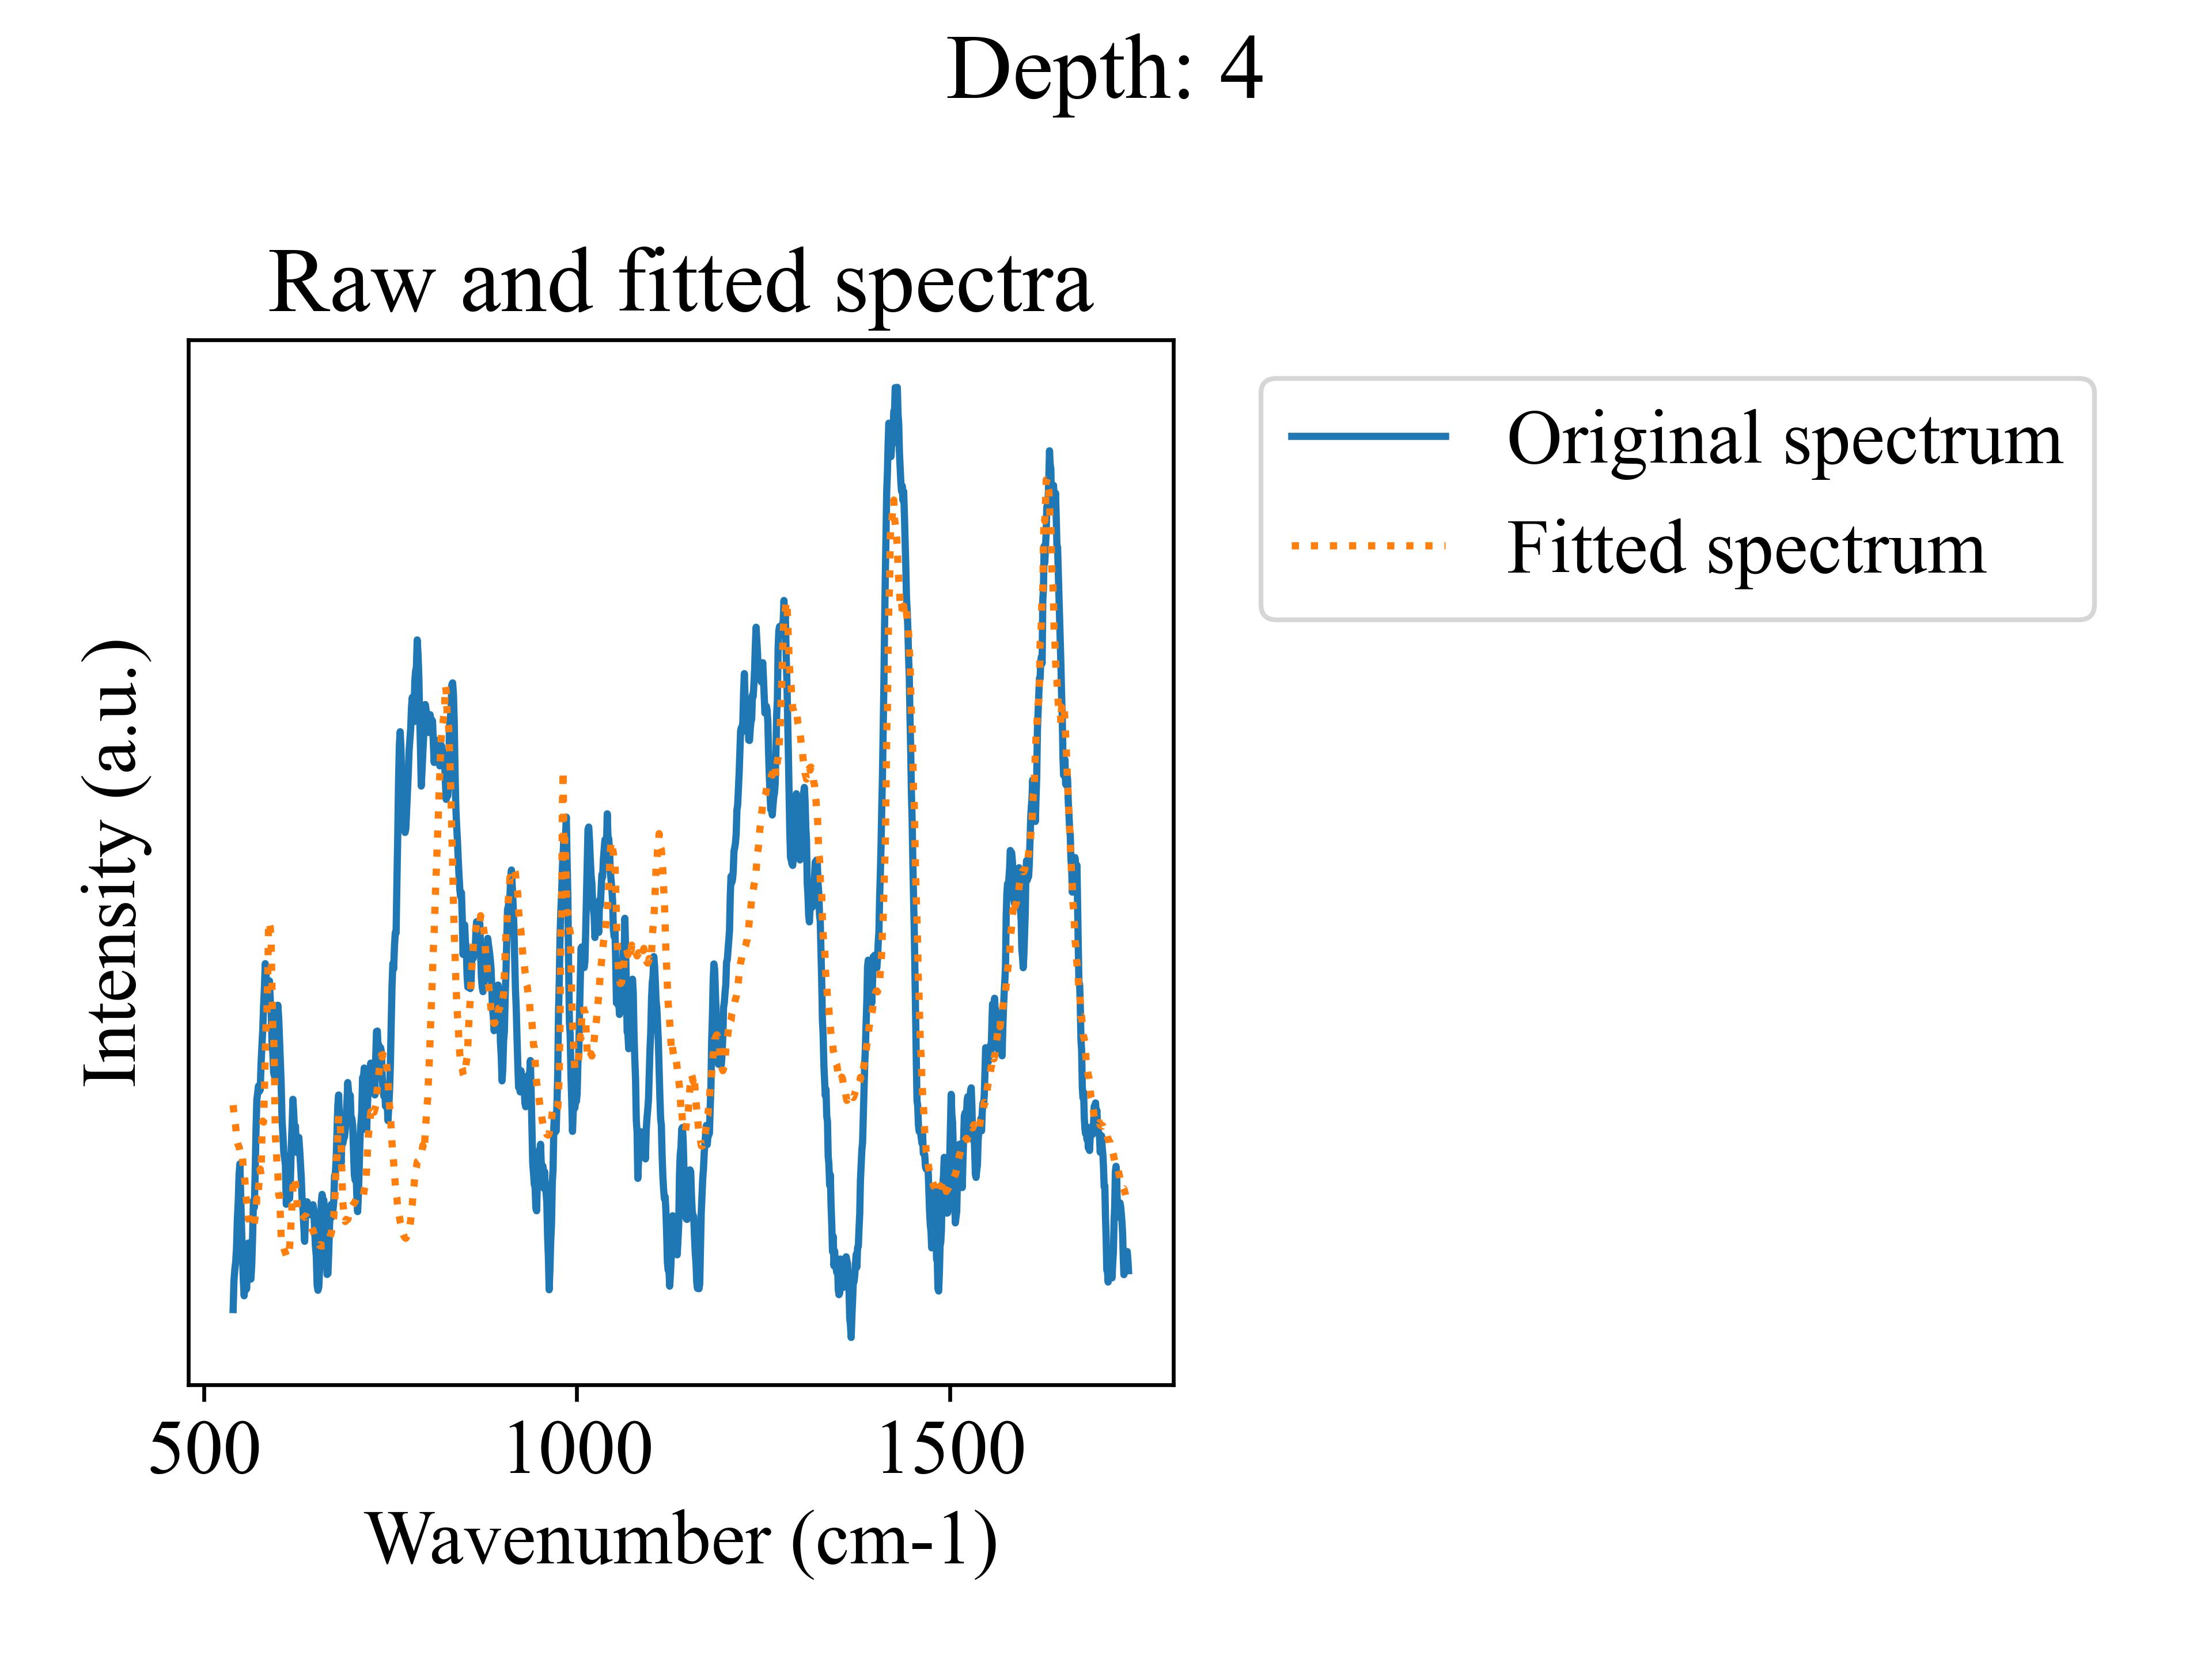 Depth: 4
Raw and fitted spectra
Original spectrum
Fitted spectrum
Intensity (a.u.)
500 1000 1500
Wavenumber (cm-1)